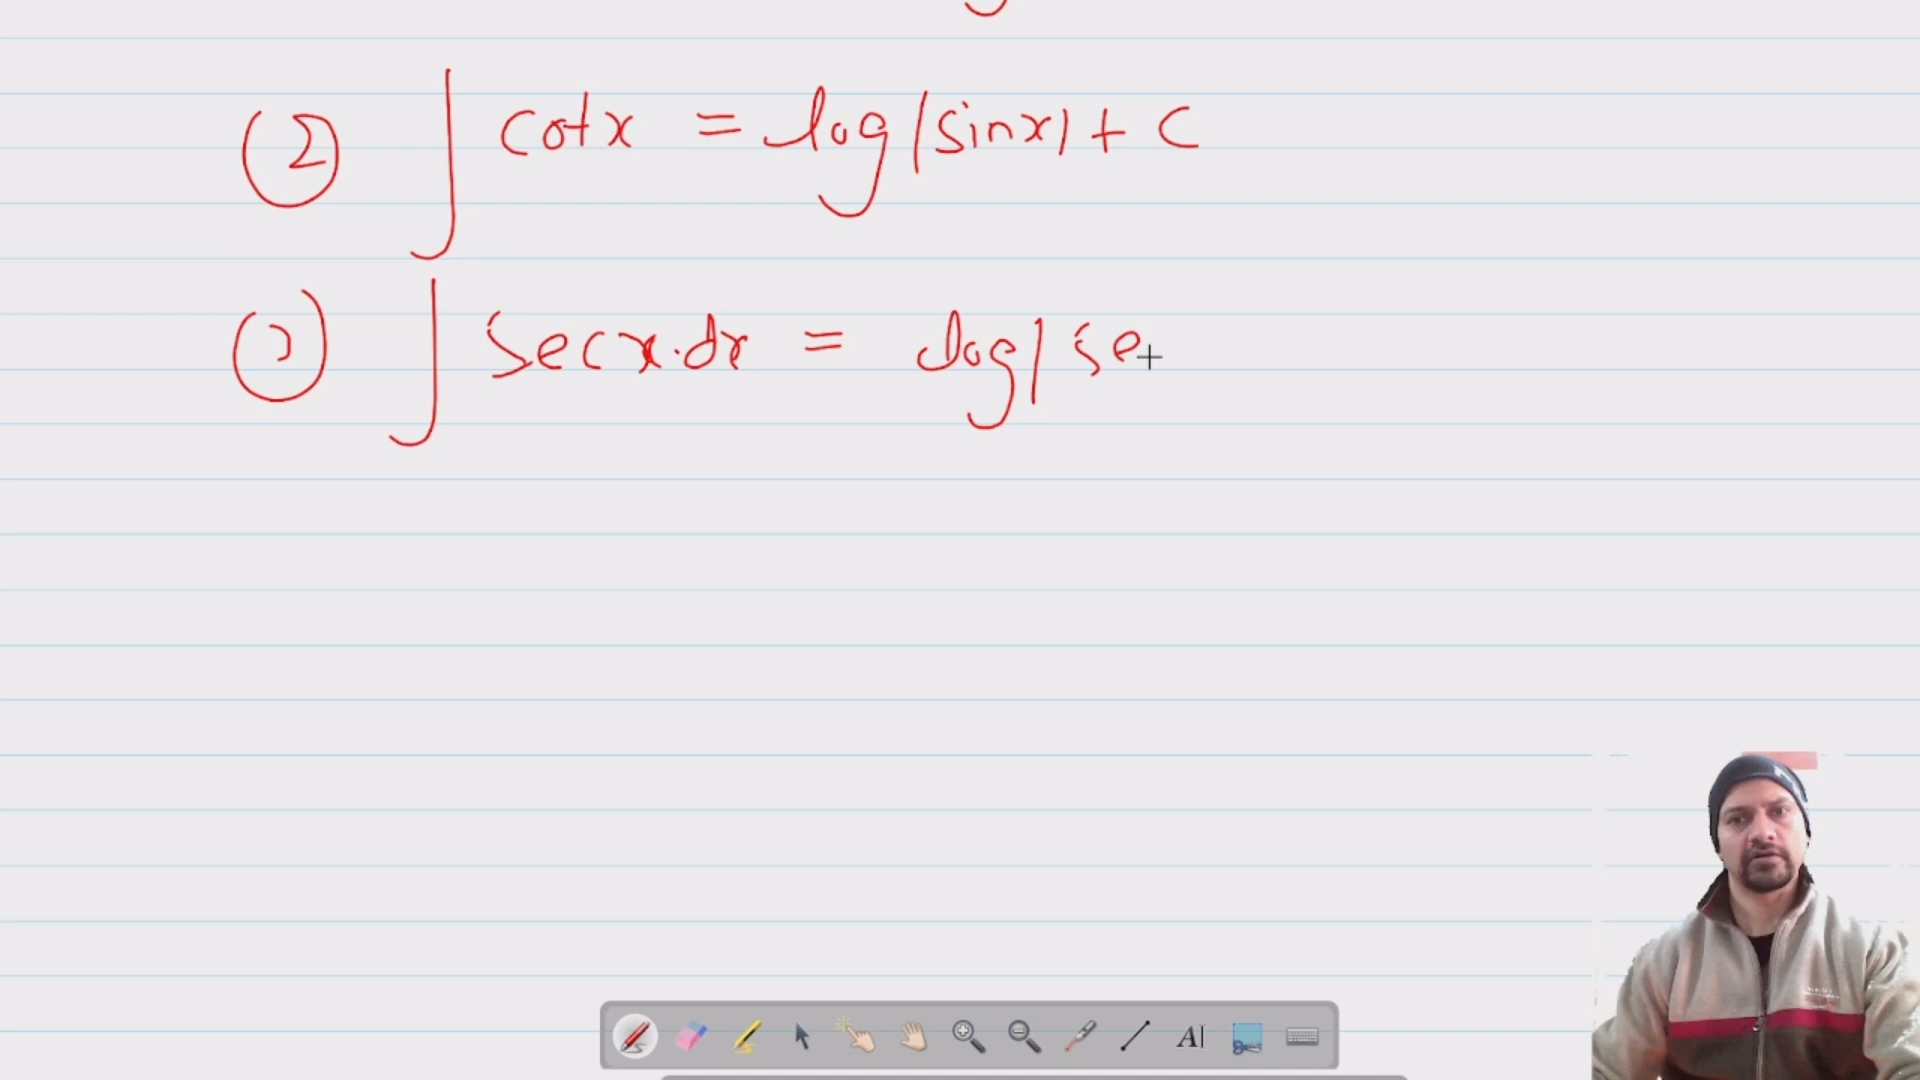 ② ∫ cotx = log|sinx| + c
③ ∫ secx.dx = log| se
A